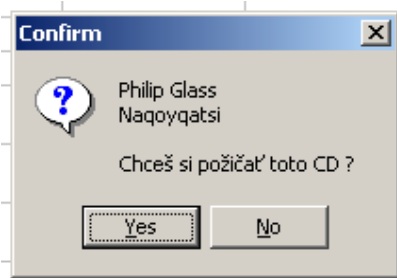 Confirm
Philip Glass
Naqoyqatsi
Chceš si požičať toto CD ?
Yes
No